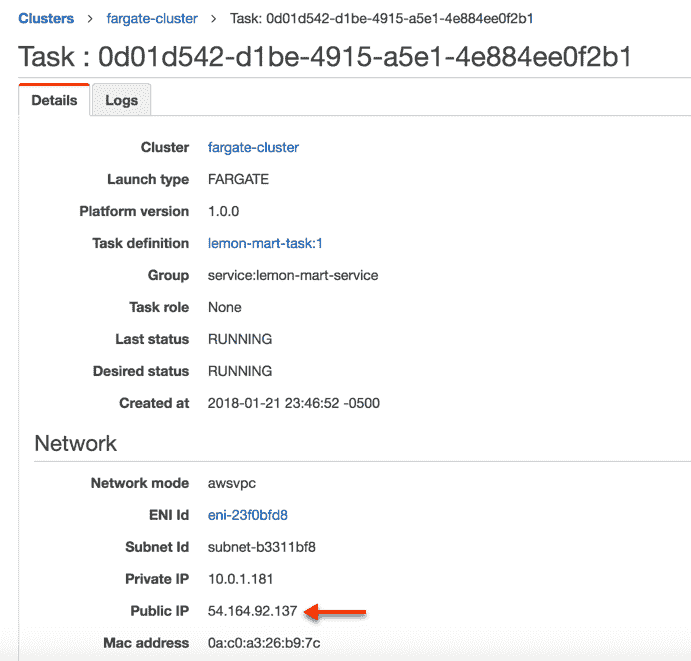 Clusters > fargate-cluster > Task: 0d01d542-d1be-4915-a5e1-4e884ee0f2b1
Task : 0d01d542-d1be-4915-a5e1-4e884ee0f2b1
Details Logs
Cluster fargate-cluster
Launch type FARGATE
Platform version 1.0.0
Task definition lemon-mart-task:1
Group service:lemon-mart-service
Task role None
Last status RUNNING
Desired status RUNNING
Created at 2018-01-21 23:46:52 -0500
Network
Network mode awsvpc
ENI Id eni-23f0bfd8
Subnet Id subnet-b3311bf8
Private IP 10.0.1.181
Public IP 54.164.92.137
Mac address 0a:c0:a3:26:b9:7c